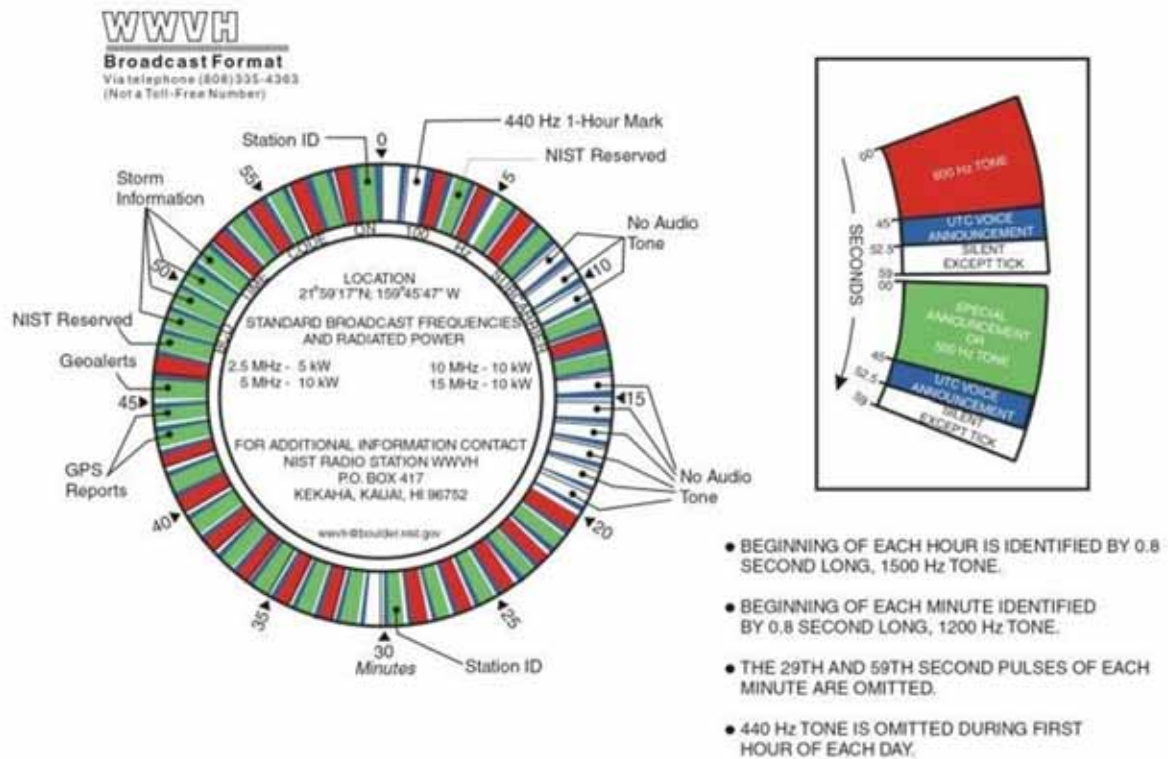 WWVH
Broadcast Format
Via telephone (808)335-4363
(Not a Toll-Free Number)
Station ID
0
440 Hz 1-Hour Mark
NIST Reserved
5
No Audio
Tone
10
15
No Audio
Tone
20
25
Station ID
30
Minutes
35
40
GPS
Reports
45
Geoalerts
NIST Reserved
50
Storm
Information
55
BCD TIME CODE ON 100 Hz SUBCARRIER
LOCATION
21°59'17"N; 159°45'47" W
STANDARD BROADCAST FREQUENCIES
AND RADIATED POWER
2.5 MHz - 5 kW 10 MHz - 10 kW
5 MHz - 10 kW 15 MHz - 10 kW
FOR ADDITIONAL INFORMATION CONTACT
NIST RADIO STATION WWVH
P.O. BOX 417
KEKAHA, KAUAI, HI 96752
wwvh@boulder.nist.gov
SECONDS
00
600 Hz TONE
45
UTC VOICE
ANNOUNCEMENT
52.5
SILENT
EXCEPT TICK
59
00
SPECIAL
ANNOUNCEMENT
OR
500 Hz TONE
45
UTC VOICE
ANNOUNCEMENT
52.5
SILENT
EXCEPT TICK
59
● BEGINNING OF EACH HOUR IS IDENTIFIED BY 0.8
SECOND LONG, 1500 Hz TONE.
● BEGINNING OF EACH MINUTE IDENTIFIED
BY 0.8 SECOND LONG, 1200 Hz TONE.
● THE 29TH AND 59TH SECOND PULSES OF EACH
MINUTE ARE OMITTED.
● 440 Hz TONE IS OMITTED DURING FIRST
HOUR OF EACH DAY.